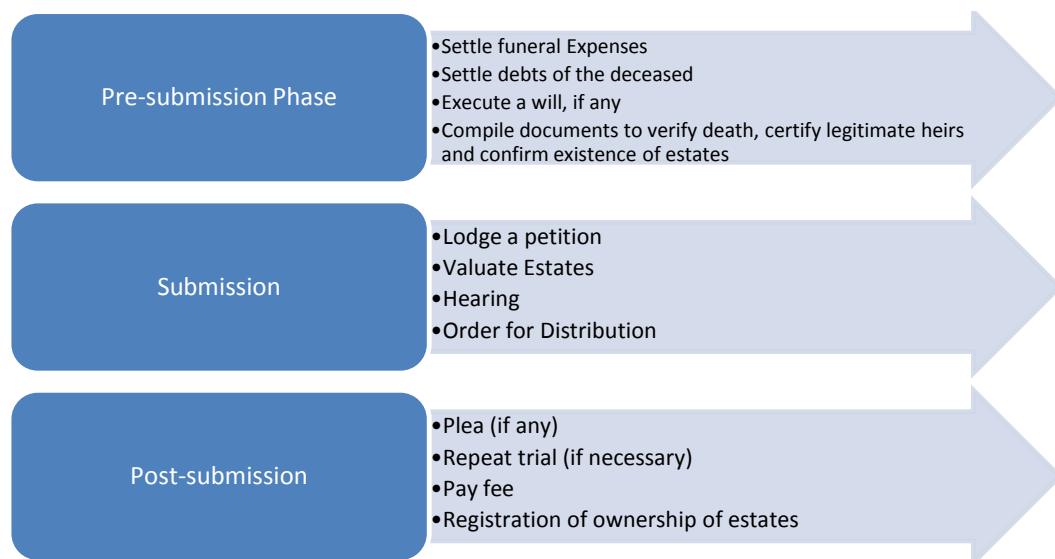 Pre-submission Phase
•Settle funeral Expenses
•Settle debts of the deceased
•Execute a will, if any
•Compile documents to verify death, certify legitimate heirs
and confirm existence of estates
Submission
•Lodge a petition
•Valuate Estates
•Hearing
•Order for Distribution
Post-submission
•Plea (if any)
•Repeat trial (if necessary)
•Pay fee
•Registration of ownership of estates